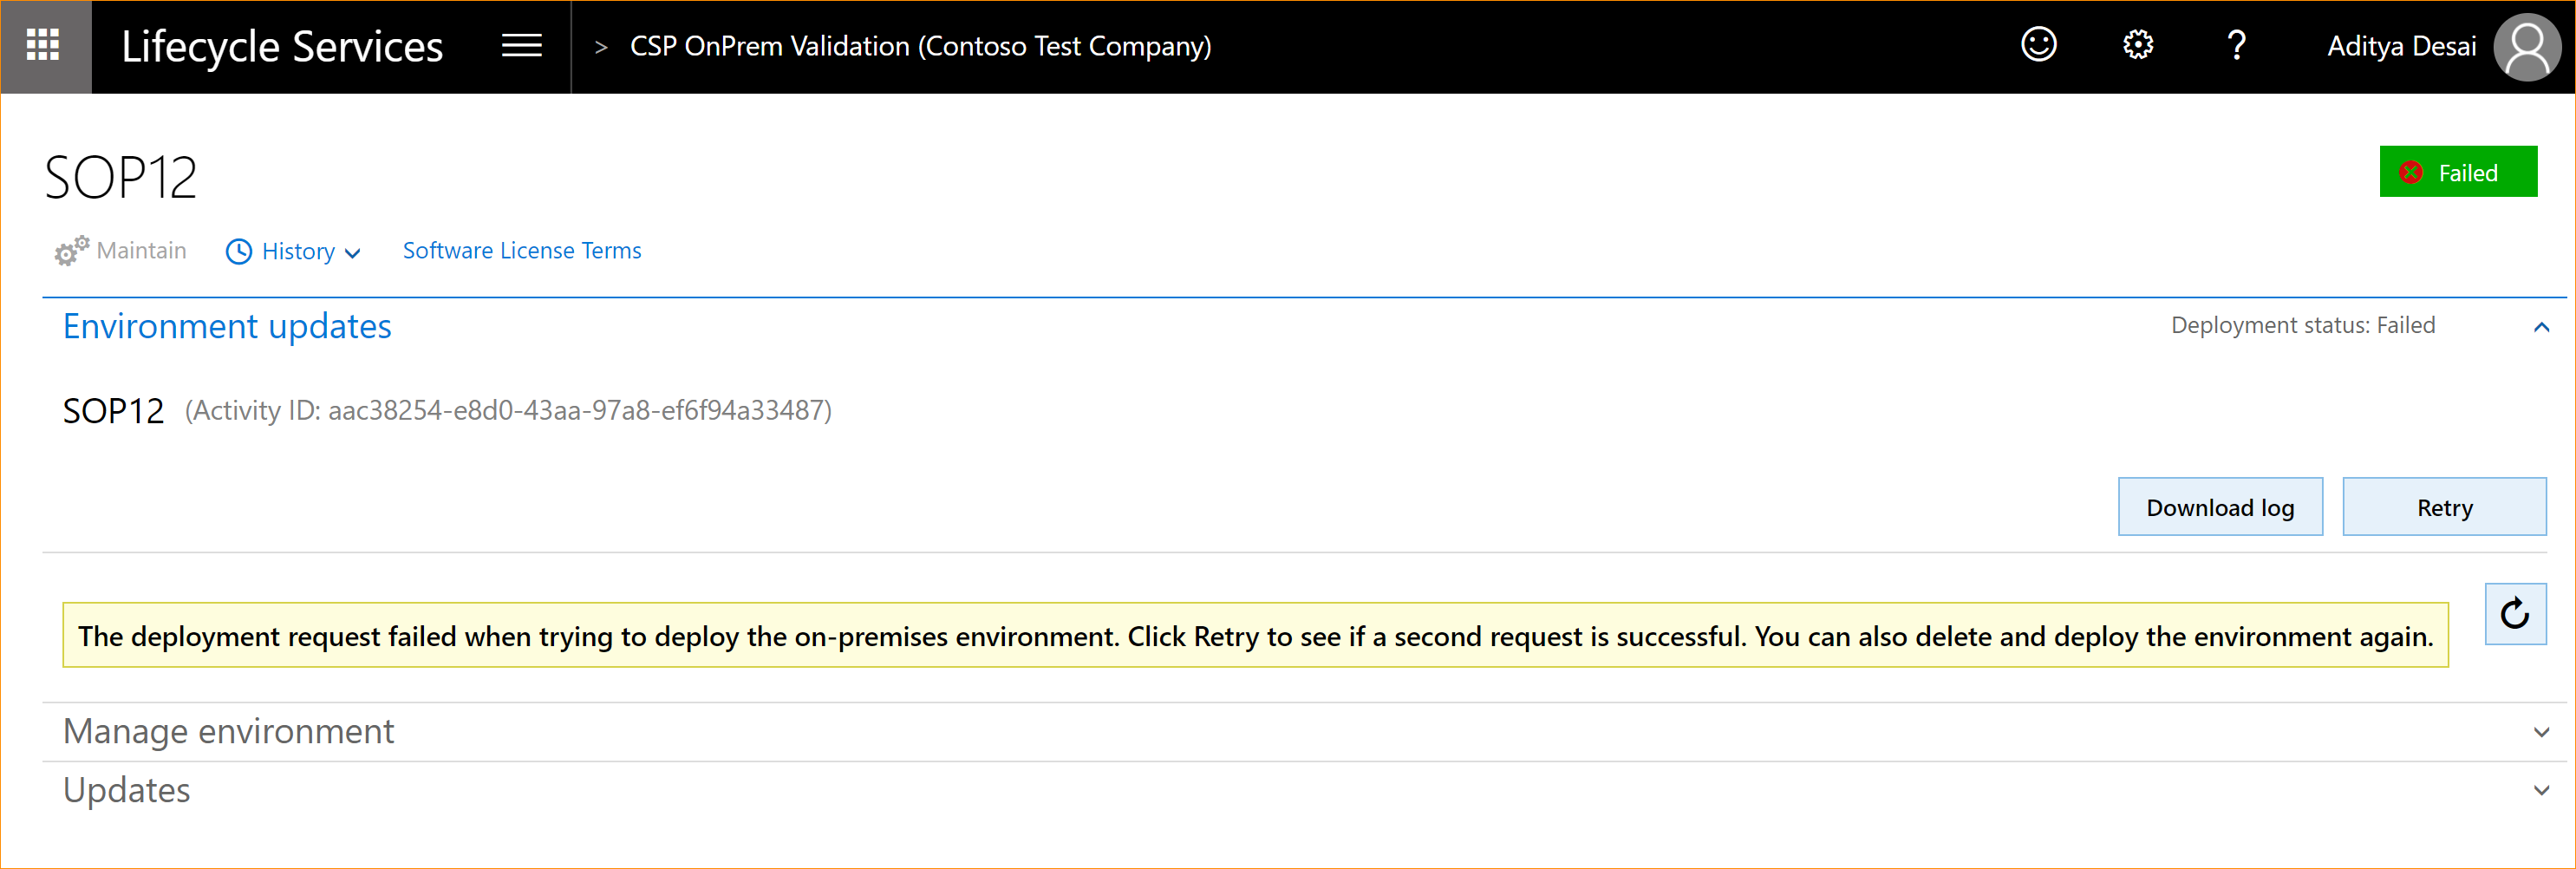 Lifecycle Services > CSP OnPrem Validation (Contoso Test Company) ? Aditya Desai
SOP12
Failed
Maintain History Software License Terms
Environment updates Deployment status: Failed
SOP12 (Activity ID: aac38254-e8d0-43aa-97a8-ef6f94a33487)
Download log Retry
The deployment request failed when trying to deploy the on-premises environment. Click Retry to see if a second request is successful. You can also delete and deploy the environment again.
Manage environment
Updates